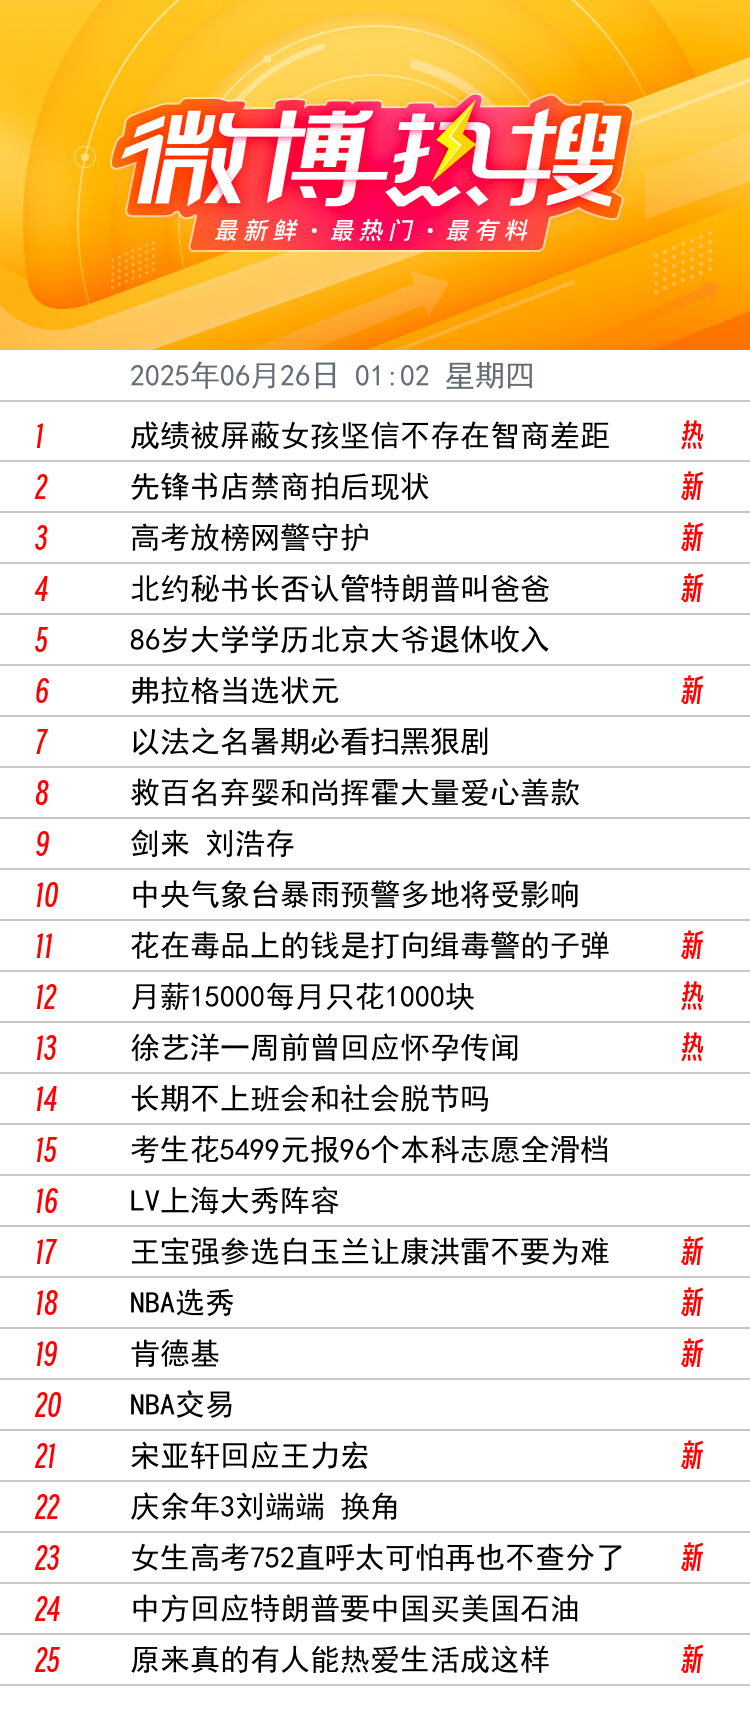 微博热搜
最新鲜·最热门·最有料
2025年06月26日 01:02 星期四
1 成绩被屏蔽女孩坚信不存在智商差距 热
2 先锋书店禁商拍后现状 新
3 高考放榜网警守护 新
4 北约秘书长否认管特朗普叫爸爸 新
5 86岁大学学历北京大爷退休收入
6 弗拉格当选状元 新
7 以法之名暑期必看扫黑狠剧
8 救百名弃婴和尚挥霍大量爱心善款
9 剑来 刘浩存
10 中央气象台暴雨预警多地将受影响
11 花在毒品上的钱是打向缉毒警的子弹 新
12 月薪15000每月只花1000块 热
13 徐艺洋一周前曾回应怀孕传闻 热
14 长期不上班会和社会脱节吗
15 考生花5499元报96个本科志愿全滑档
16 LV上海大秀阵容
17 王宝强参选白玉兰让康洪雷不要为难 新
18 NBA选秀 新
19 肯德基 新
20 NBA交易
21 宋亚轩回应王力宏 新
22 庆余年3刘端端 换角
23 女生高考752直呼太可怕再也不查分了 新
24 中方回应特朗普要中国买美国石油
25 原来真的有人能热爱生活成这样 新